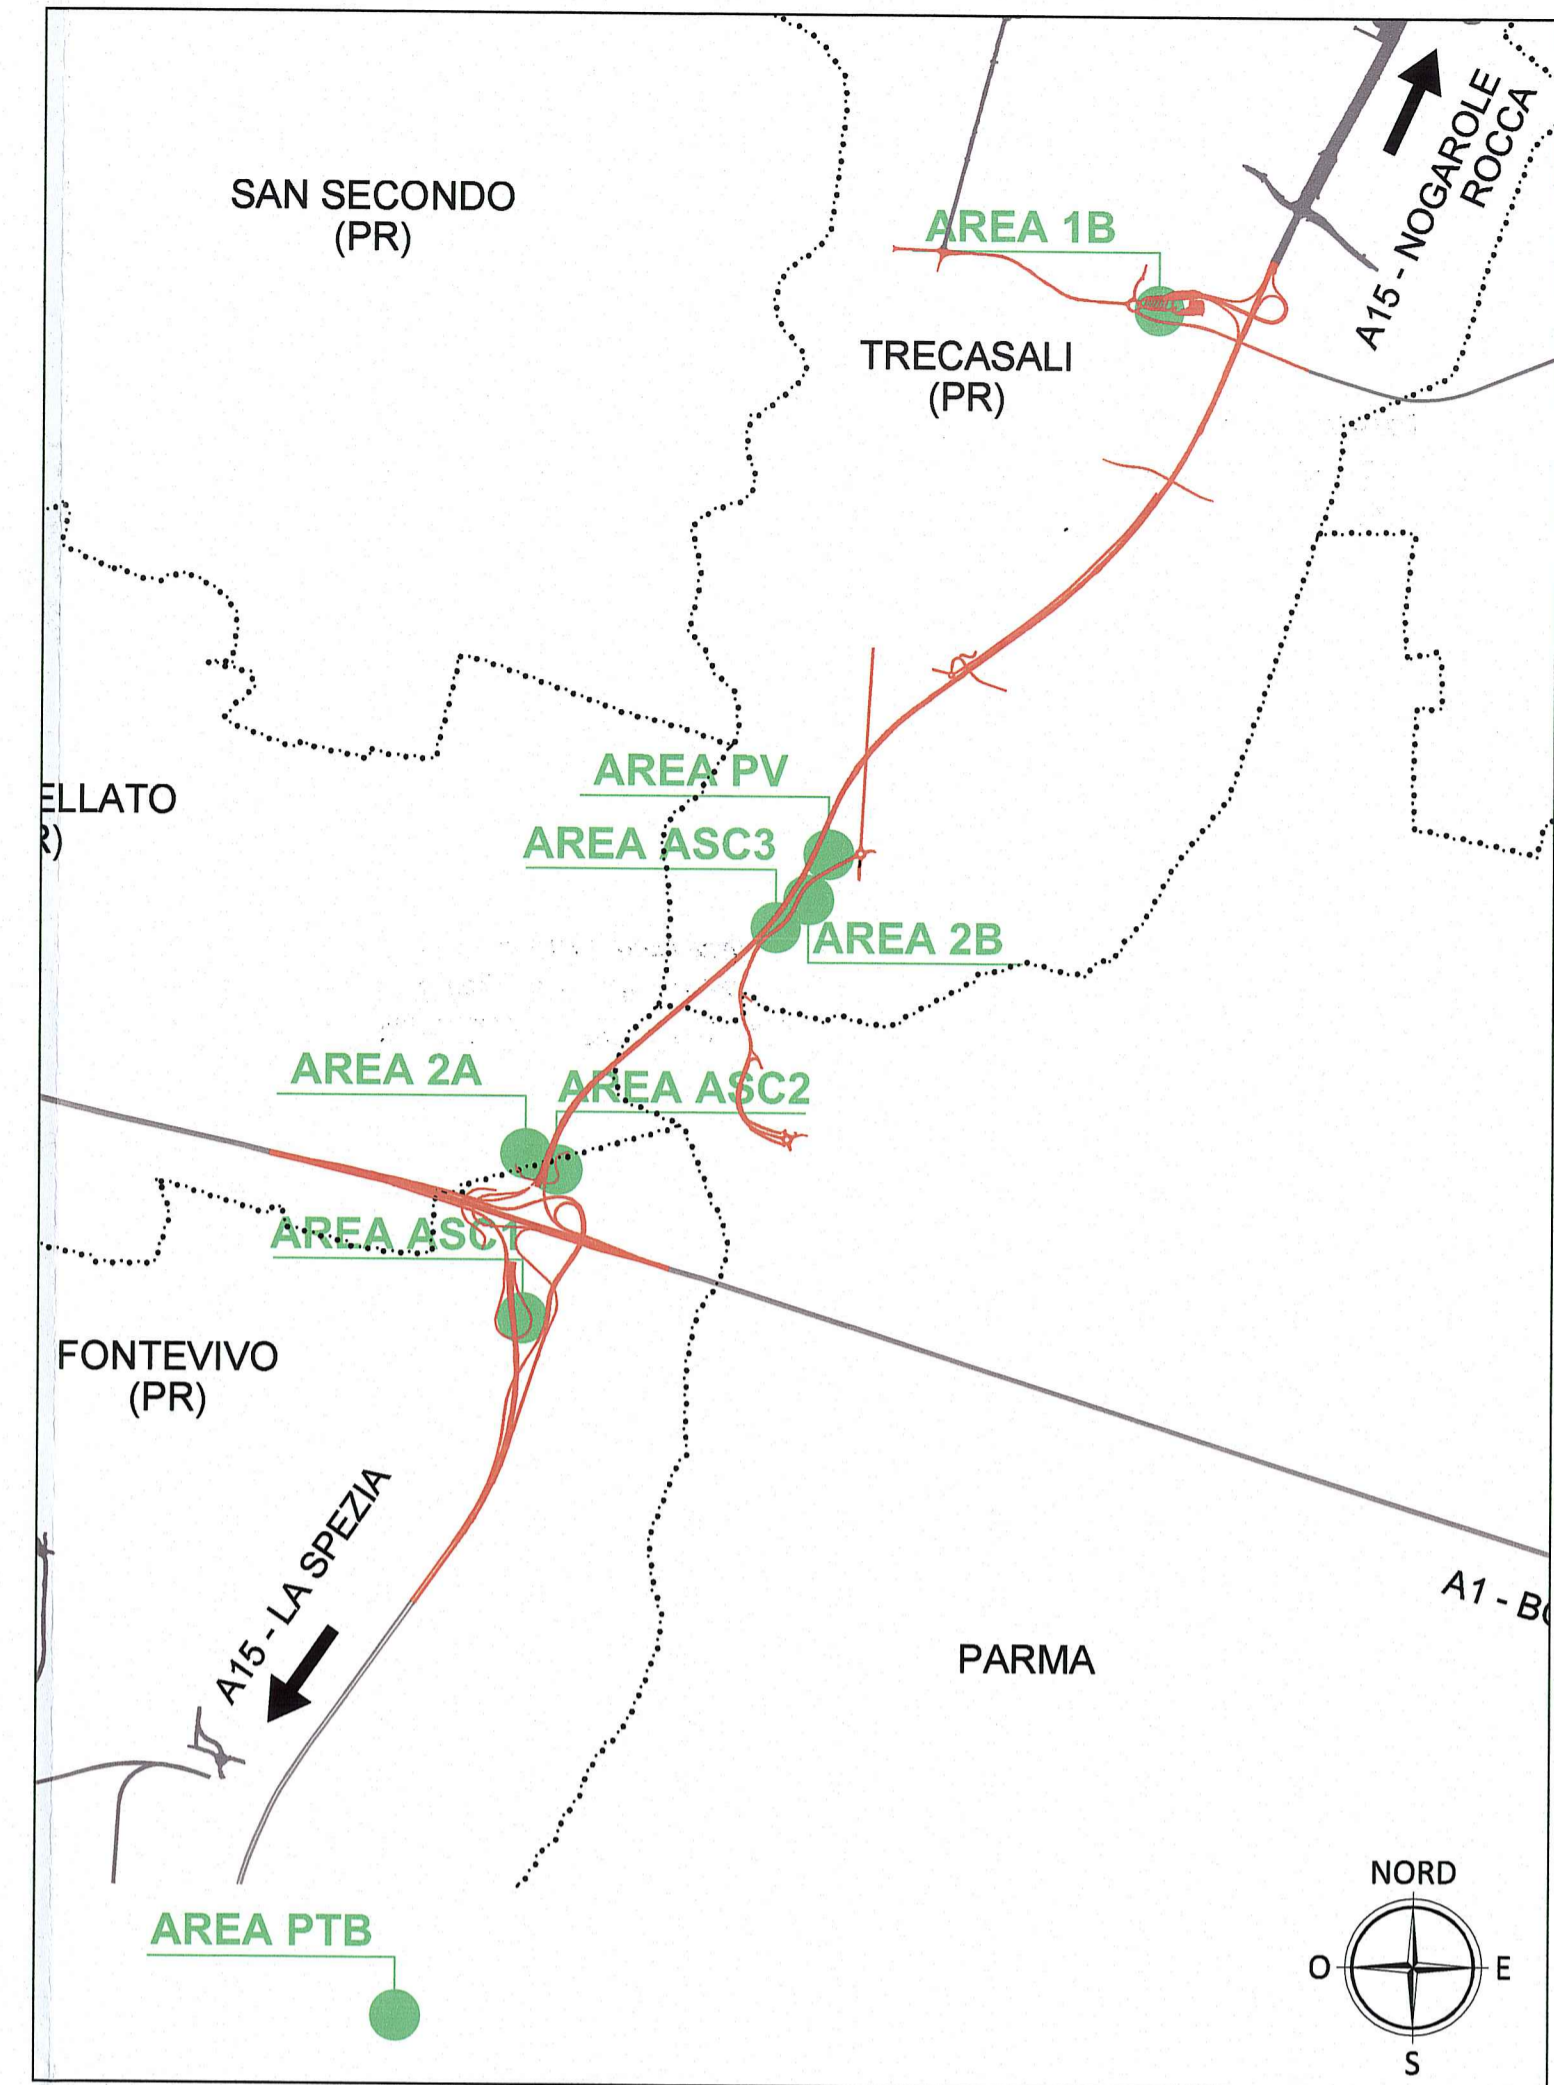 SAN SECONDO
(PR)
A15 - NOGAROLE
ROCCA
AREA 1B
TRECASALI
(PR)
AREA PV
ELLATO
R)
AREA ASC3
AREA 2B
AREA 2A
AREA ASC2
AREA ASC1
FONTEVIVO
(PR)
A15 - LA SPEZIA
A1 - BO
PARMA
NORD
O
E
S
AREA PTB